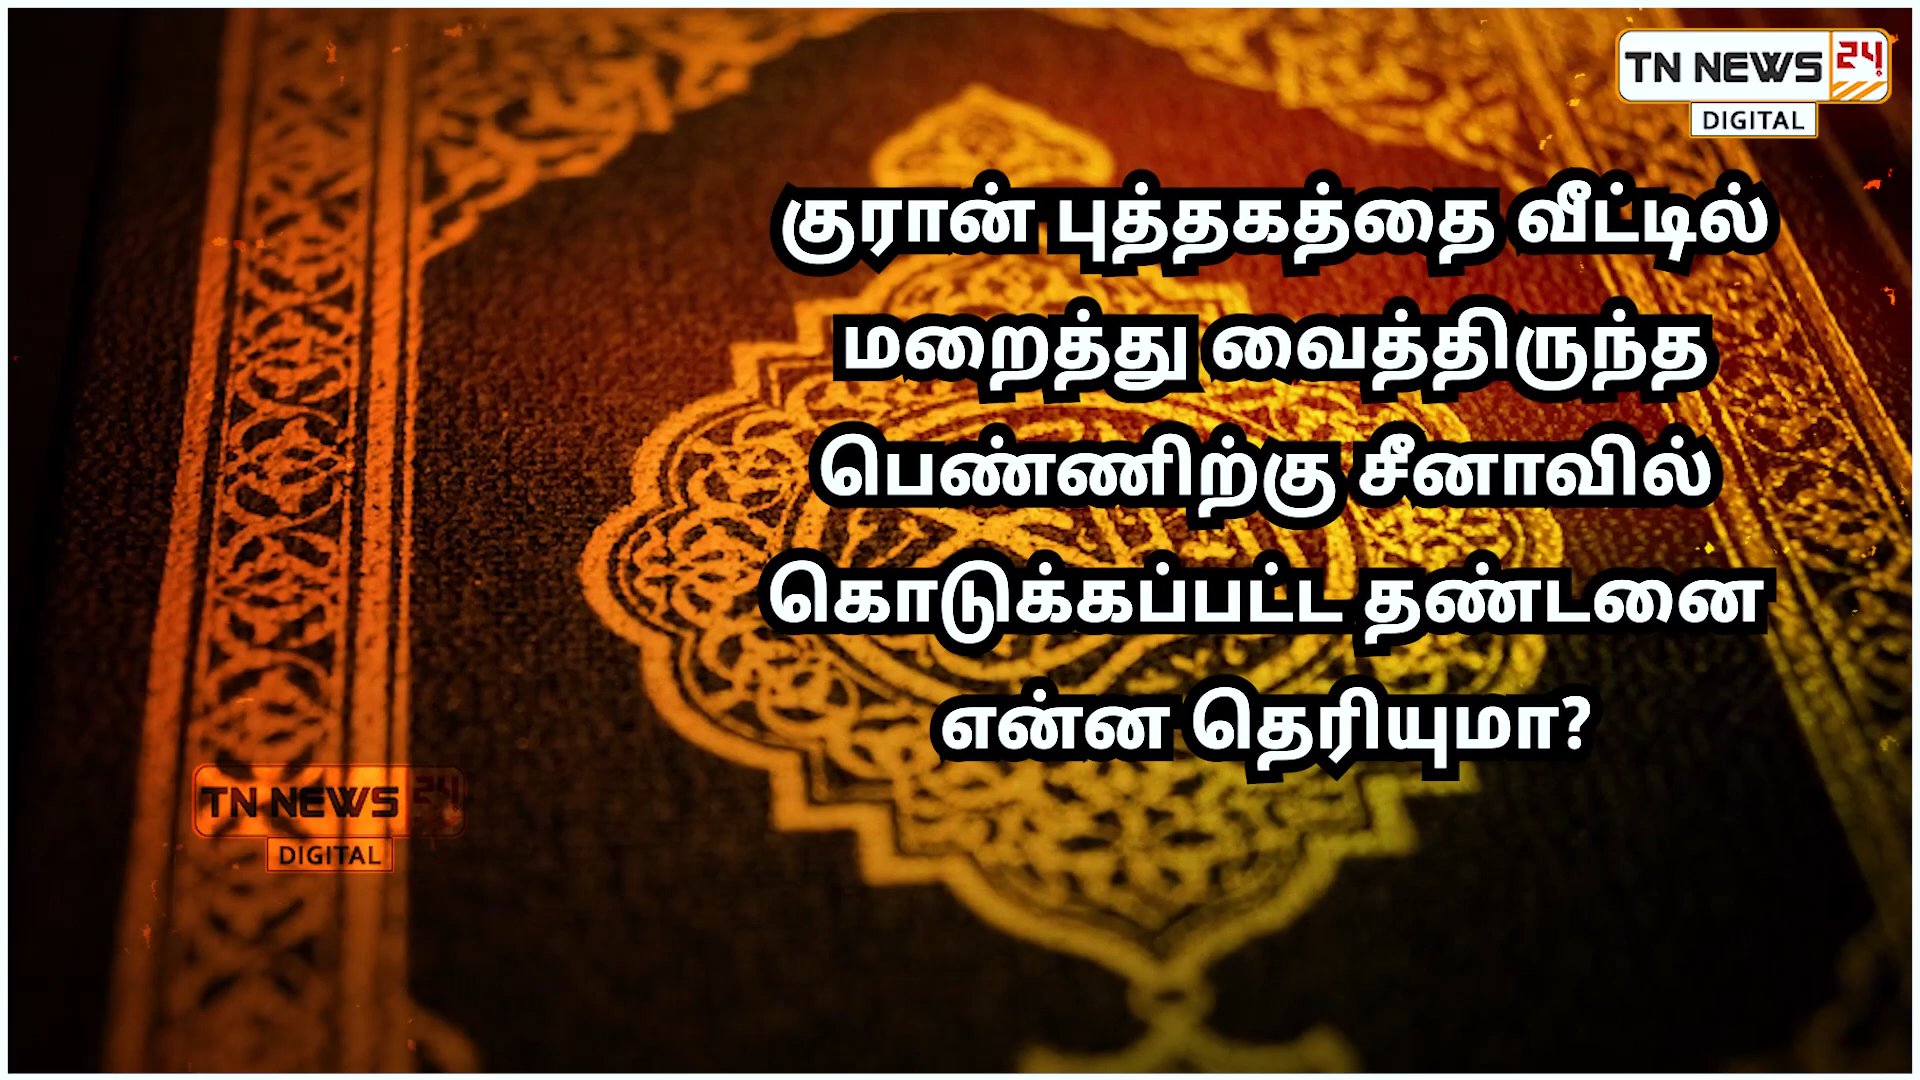 TN NEWS 24
DIGITAL
குரான் புத்தகத்தை வீட்டில்
மறைத்து வைத்திருந்த
பெண்ணிற்கு சீனாவில்
கொடுக்கப்பட்ட தண்டனை
என்ன தெரியுமா?
TN NEWS 24
DIGITAL